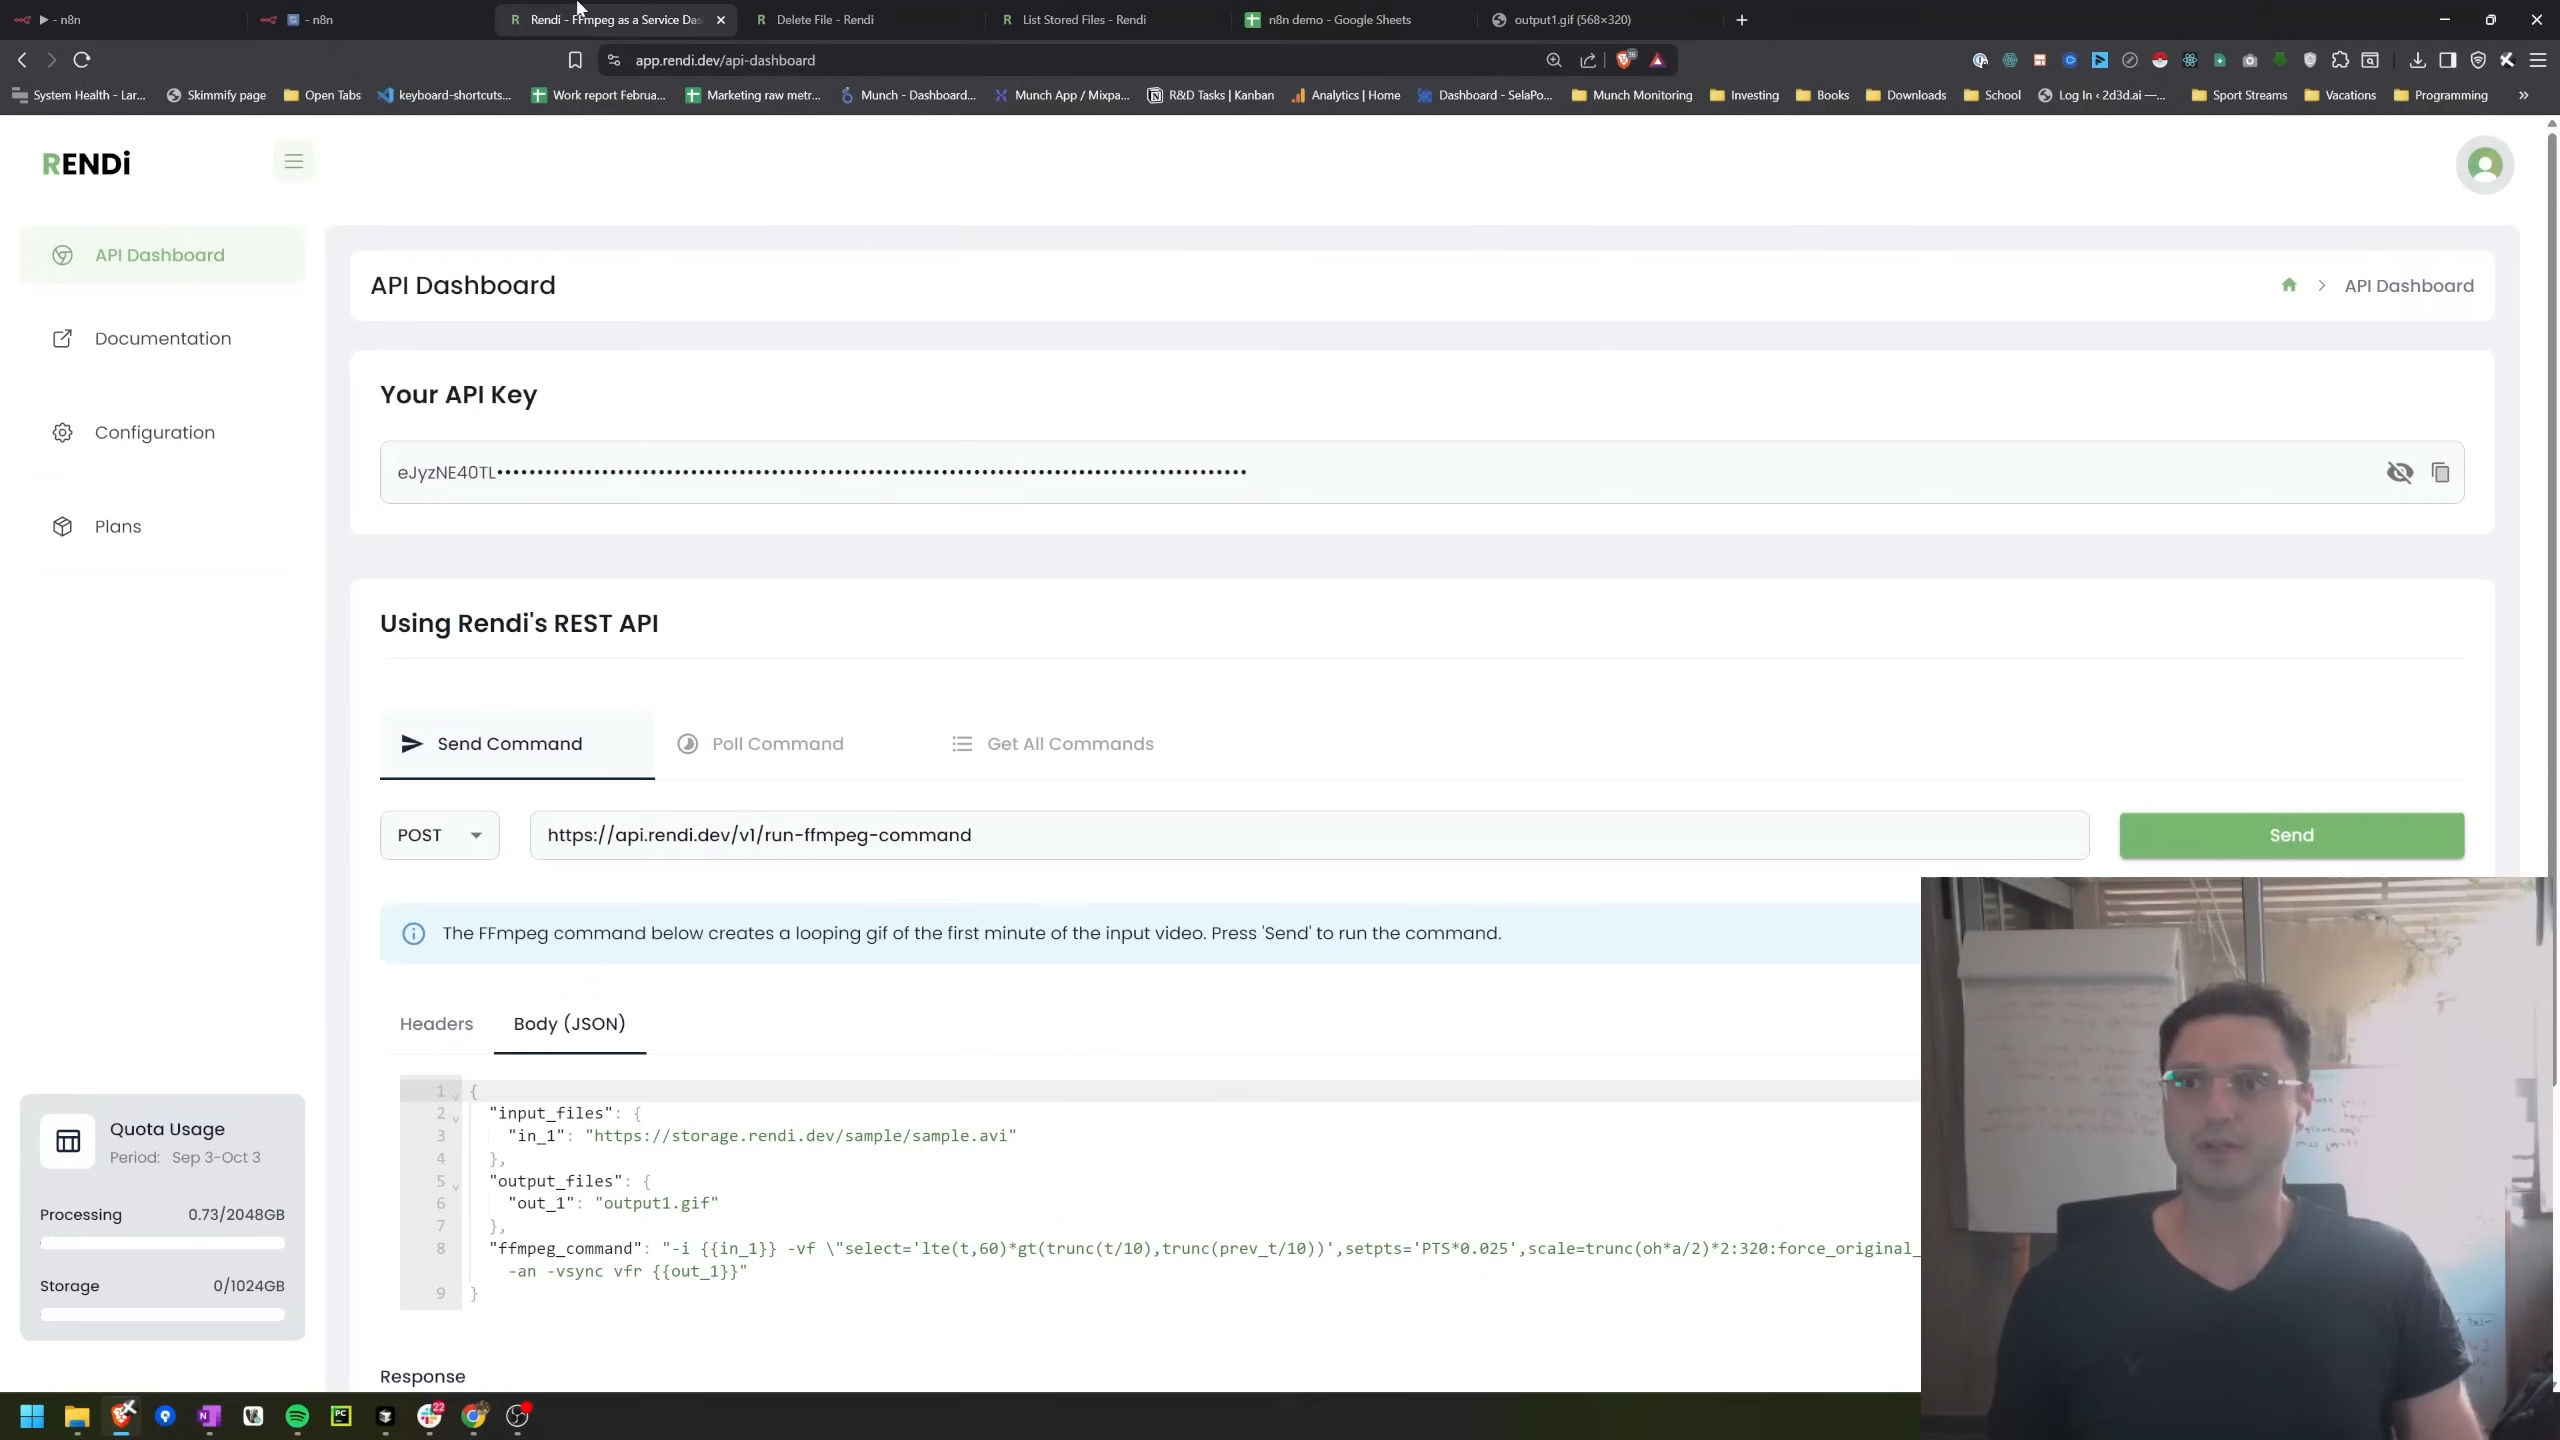 - n8n
- n8n
Rendi - FFmpeg as a Service Das
Delete File - Rendi
List Stored Files - Rendi
n8n demo - Google Sheets
output1.gif (568×320)
app.rendi.dev/api-dashboard
System Health - Lar...
Skimmify page
Open Tabs
keyboard-shortcuts...
Work report Februa...
Marketing raw metr...
Munch - Dashboard...
Munch App / Mixpa...
R&D Tasks | Kanban
Analytics | Home
Dashboard - SelaPo...
Munch Monitoring
Investing
Books
Downloads
School
Log In ‹ 2d3d.ai —...
Sport Streams
Vacations
Programming
»
RENDi
API Dashboard
Documentation
Configuration
Plans
API Dashboard
API Dashboard
Your API Key
eJyzNE40TL
Using Rendi's REST API
Send Command
Poll Command
Get All Commands
POST
https://api.rendi.dev/v1/run-ffmpeg-command
Send
The FFmpeg command below creates a looping gif of the first minute of the input video. Press 'Send' to run the command.
Headers
Body (JSON)
1 {
2 "input_files": {
3 "in_1": "https://storage.rendi.dev/sample/sample.avi"
4 },
5 "output_files": {
6 "out_1": "output1.gif"
7 },
8 "ffmpeg_command": "-i {{in_1}} -vf \"select='lte(t,60)*gt(trunc(t/10),trunc(prev_t/10))',setpts='PTS*0.025',scale=trunc(oh*a/2)*2:320:force_original_
-an -vsync vfr {{out_1}}"
9 }
Response
Quota Usage
Period: Sep 3-Oct 3
Processing 0.73/2048GB
Storage 0/1024GB